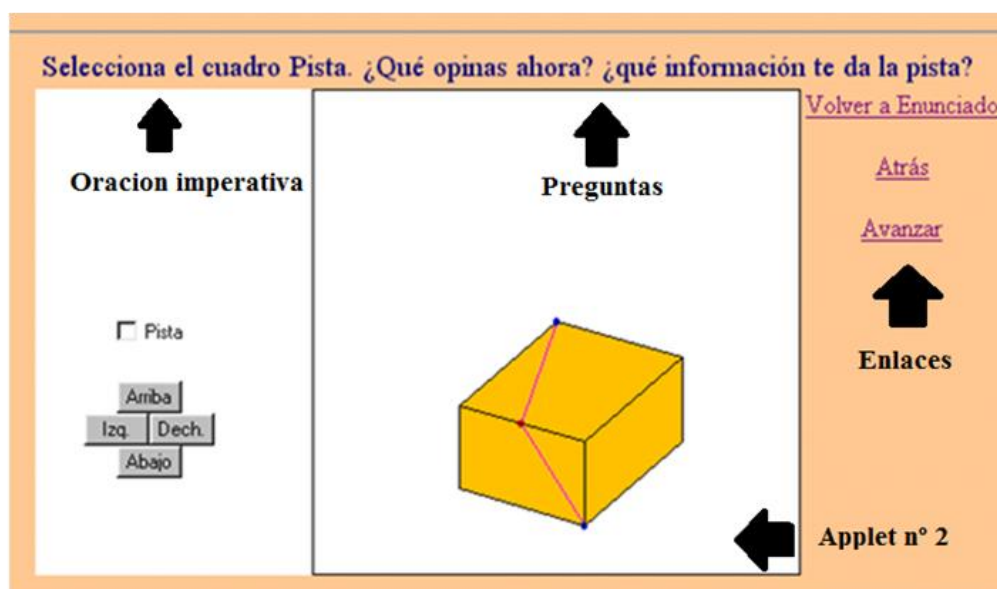 Selecciona el cuadro Pista. ¿Qué opinas ahora? ¿qué información te da la pista?
Volver a Enunciado
Atrás
Oracion imperativa
Preguntas
Avanzar
Pista
Enlaces
Arriba
Izq. Dech.
Abajo
Applet nº 2